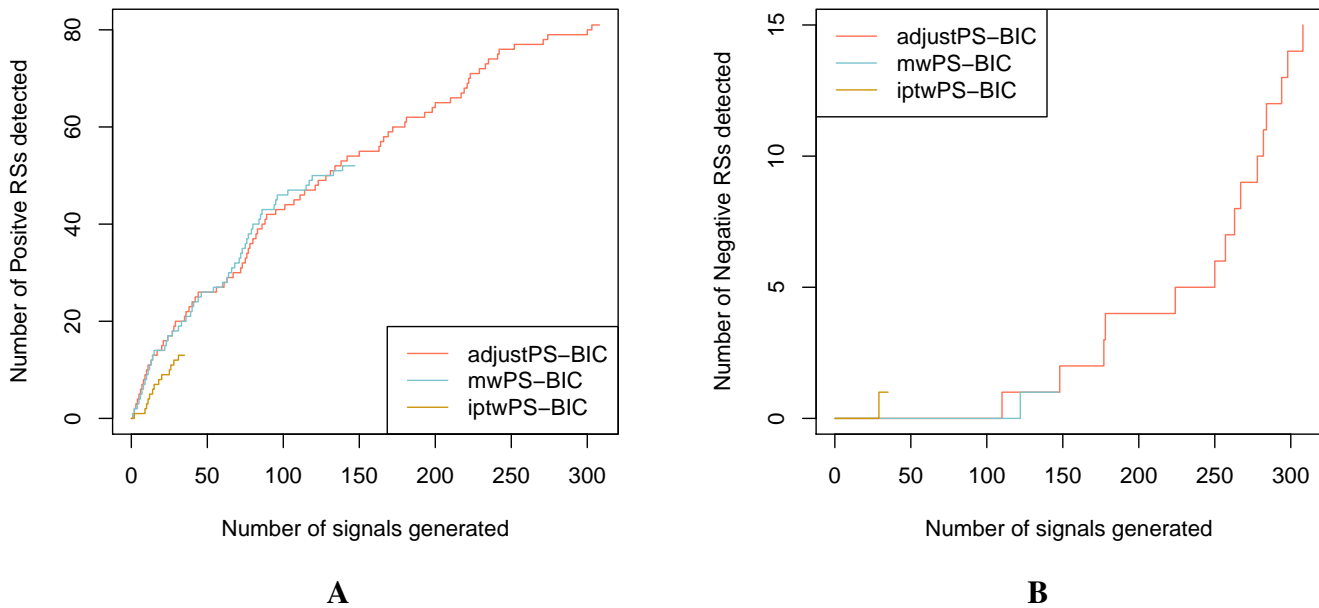 Number of Positve RSs detected
80
60
40
20
0
adjustPS−BIC
mwPS−BIC
iptwPS−BIC
0 50 100 150 200 250 300
Number of signals generated
A
Number of Negative RSs detected
15
10
5
0
adjustPS−BIC
mwPS−BIC
iptwPS−BIC
0 50 100 150 200 250 300
Number of signals generated
B